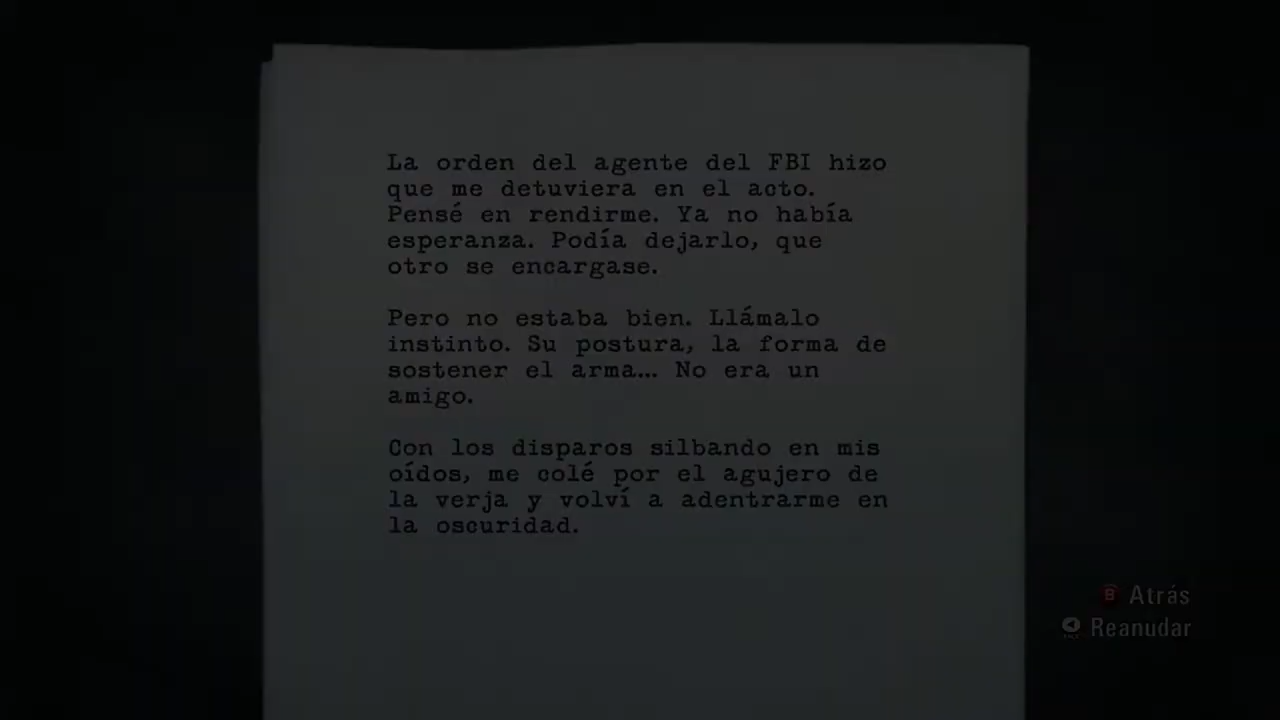 La orden del agente del FBI hizo
que me detuviera en el acto.
Pensé en rendirme. Ya no había
esperanza. Podía dejarlo, que
otro se encargase.
Pero no estaba bien. Llámalo
instinto. Su postura, la forma de
sostener el arma... No era un
amigo.
Con los disparos silbando en mis
oídos, me colé por el agujero de
la verja y volví a adentrarme en
la oscuridad.
B Atrás
Reanudar